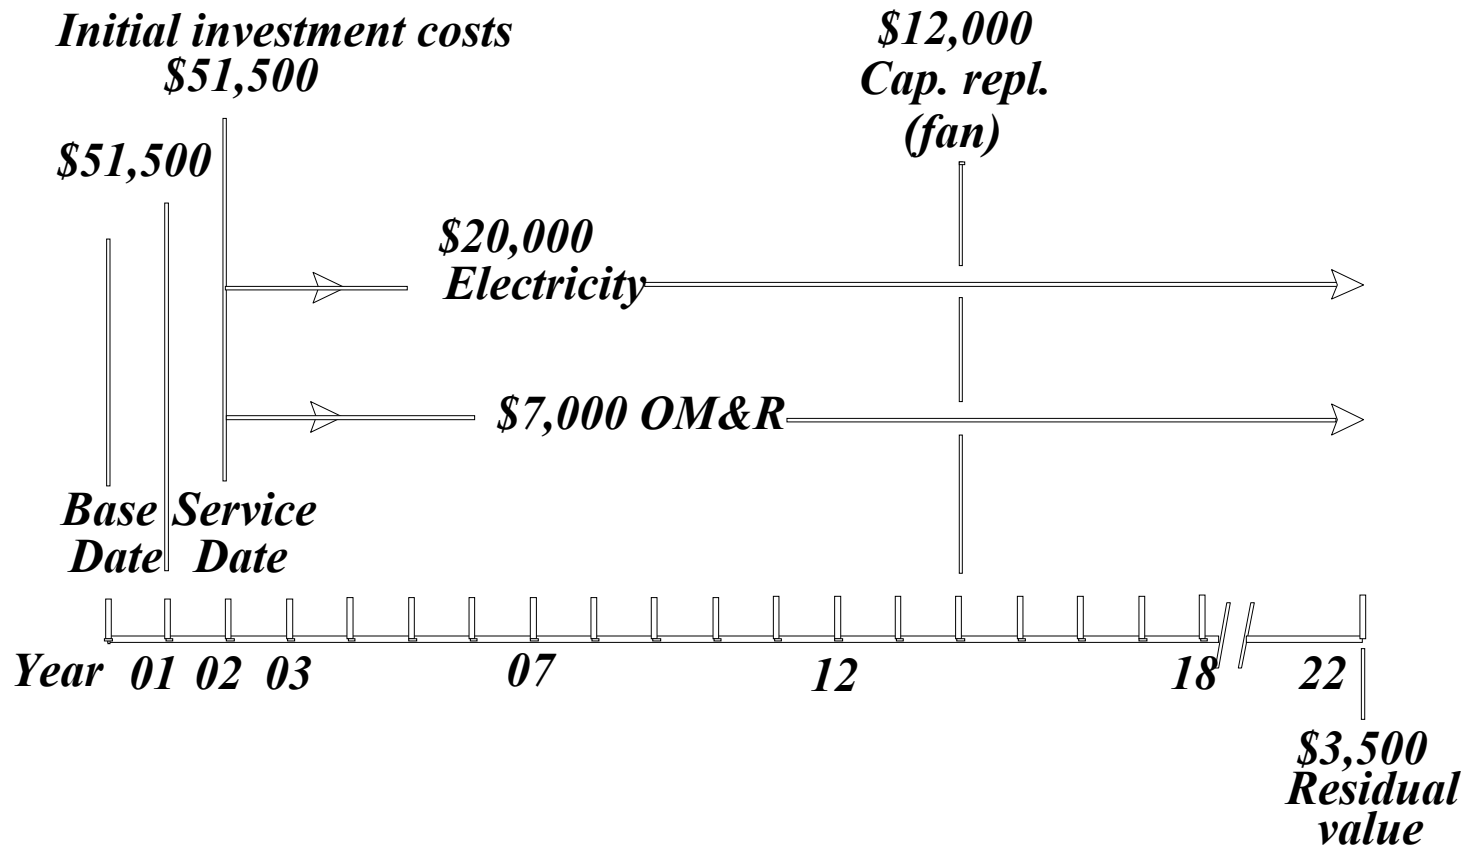 Initial investment costs
$51,500
$51,500
$12,000
Cap. repl.
(fan)
$20,000
Electricity
$7,000 OM&R
Base
Date
Service
Date
Year 01 02 03 07 12 18 22
$3,500
Residual
value